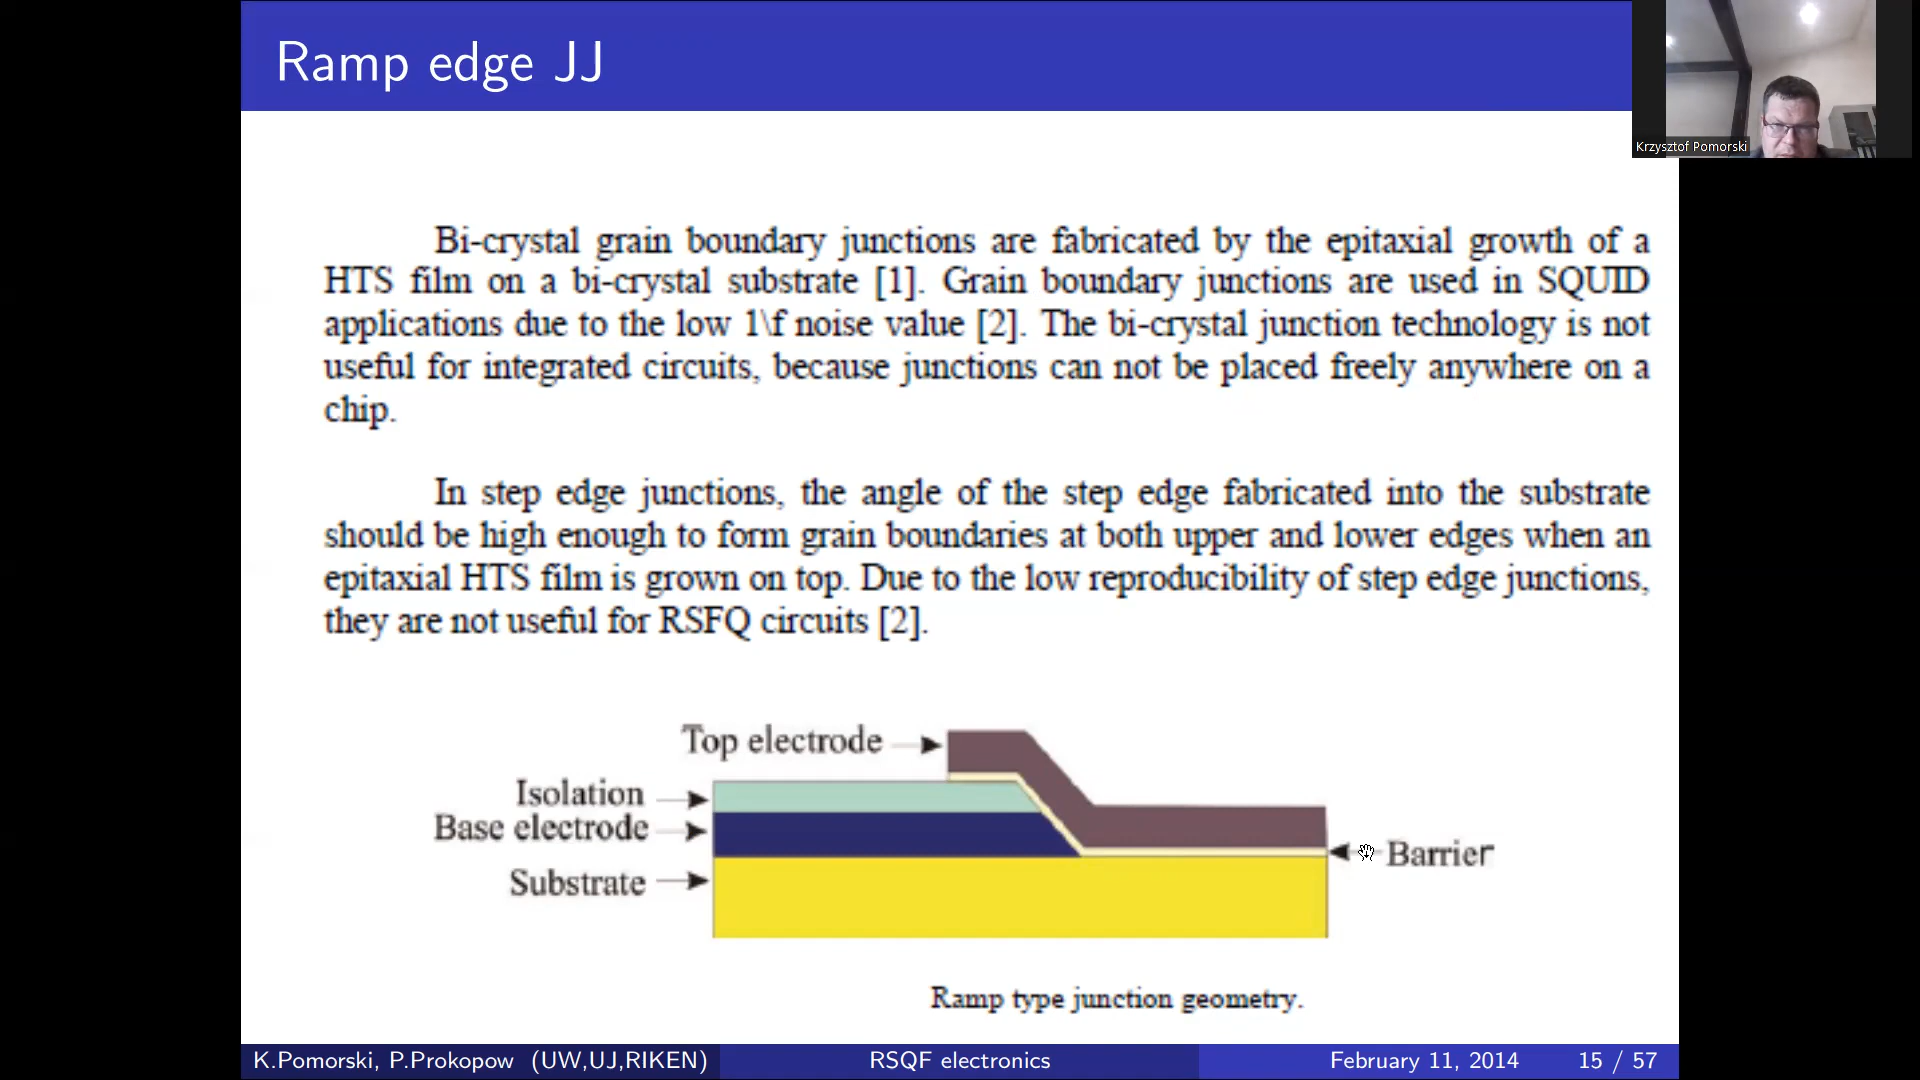 Ramp edge JJ
Krzysztof Pomorski
Bi-crystal grain boundary junctions are fabricated by the epitaxial growth of a
HTS film on a bi-crystal substrate [1]. Grain boundary junctions are used in SQUID
applications due to the low 1\f noise value [2]. The bi-crystal junction technology is not
useful for integrated circuits, because junctions can not be placed freely anywhere on a
chip.
In step edge junctions, the angle of the step edge fabricated into the substrate
should be high enough to form grain boundaries at both upper and lower edges when an
epitaxial HTS film is grown on top. Due to the low reproducibility of step edge junctions,
they are not useful for RSFQ circuits [2].
Top electrode
Isolation
Base electrode
Substrate
Barrier
Ramp type junction geometry.
K.Pomorski, P.Prokopow (UW,UJ,RIKEN)
RSQF electronics
February 11, 2014
15 / 57